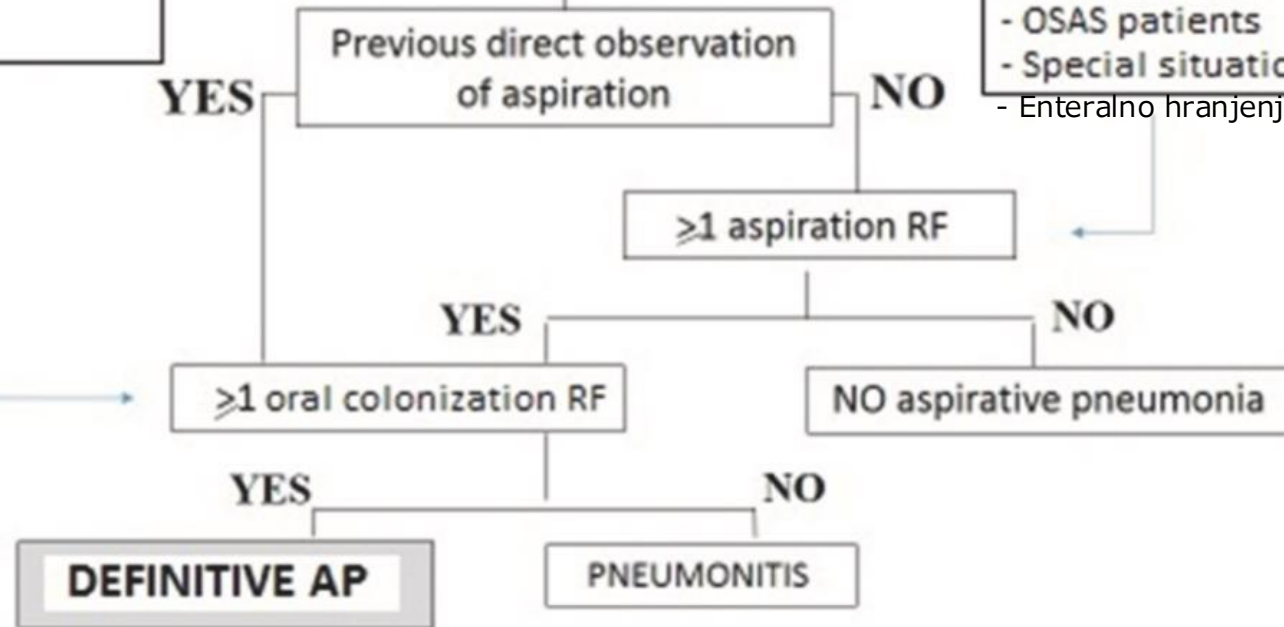 - OSAS patients
- Special
- Enteralno
Previous direct observation
of aspiration
YES
NO
⩾1 aspiration RF
YES
NO
⩾1 oral colonization RF
NO aspirative pneumonia
YES
NO
DEFINITIVE AP
PNEUMONITIS